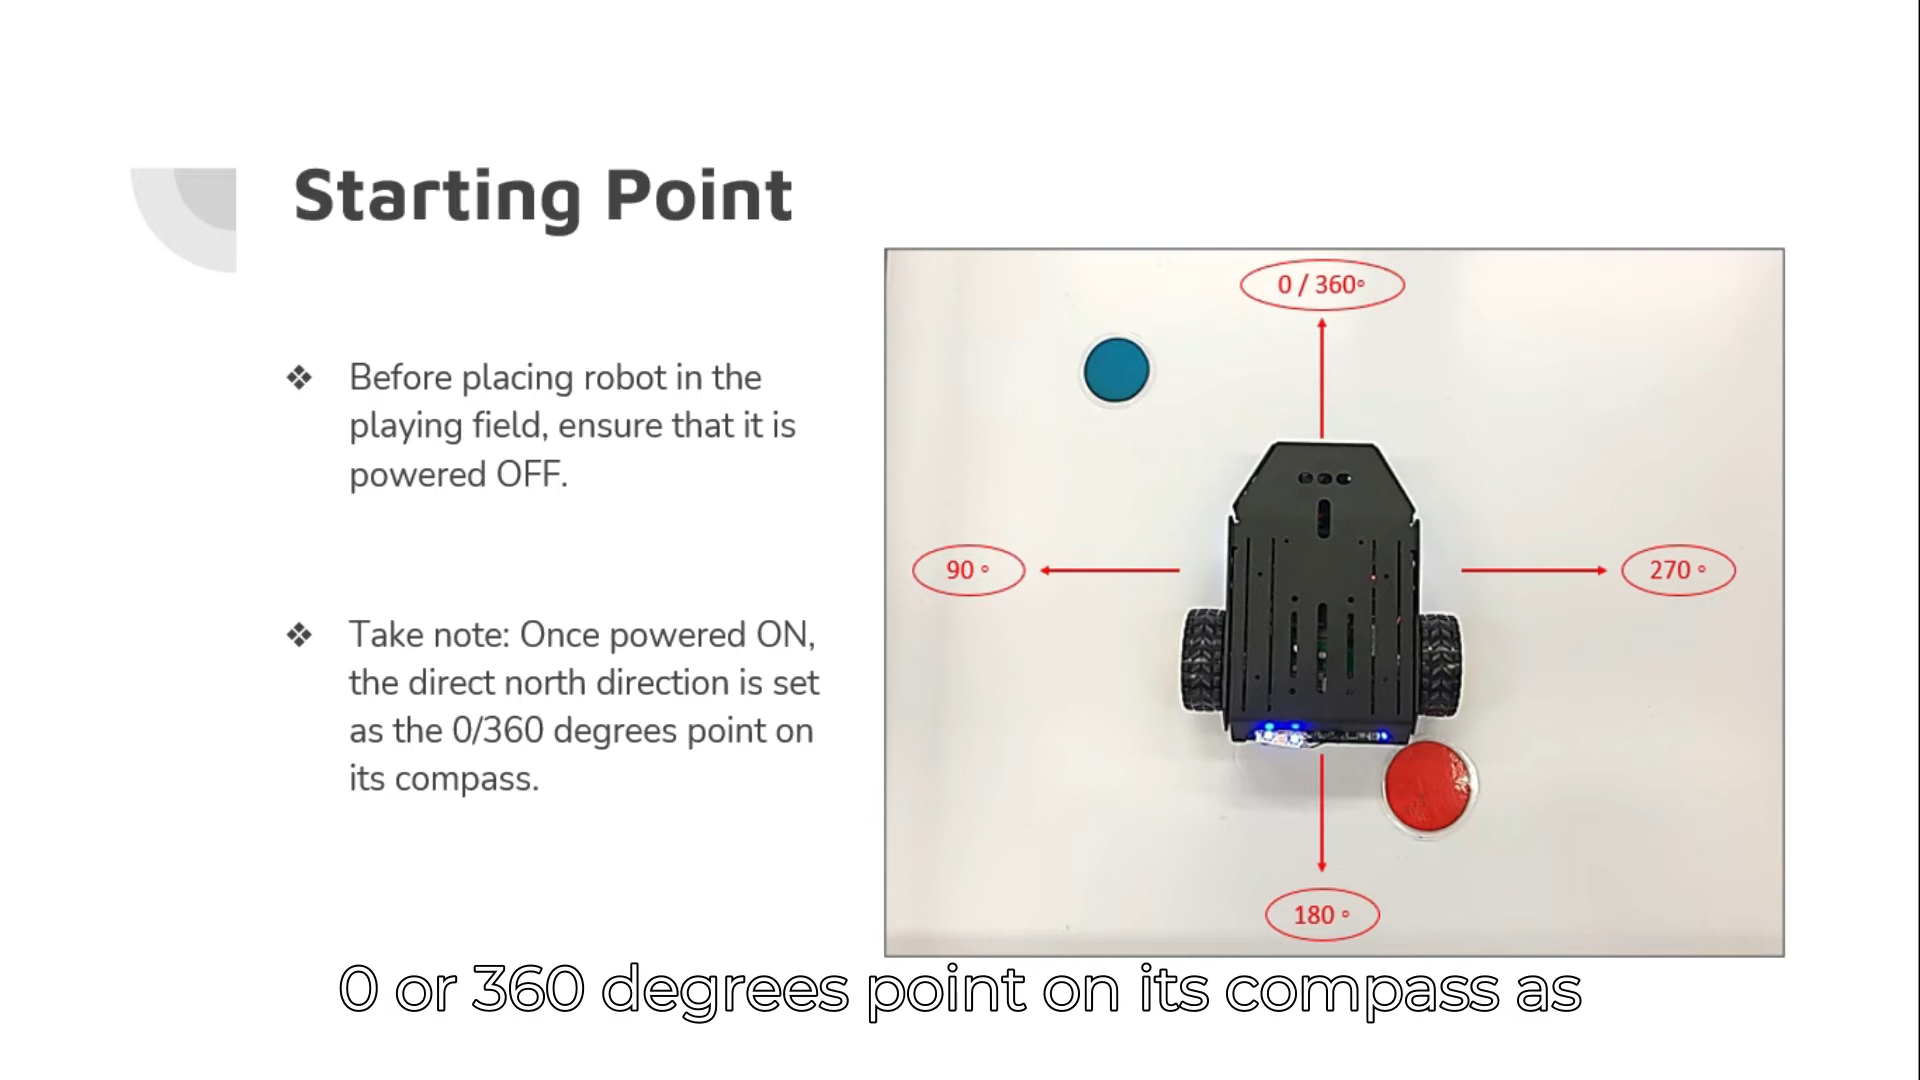 Starting Point
❖ Before placing robot in the
playing field, ensure that it is
powered OFF.
❖ Take note: Once powered ON,
the direct north direction is set
as the 0/360 degrees point on
its compass.
0 / 360°
90 °
270 °
180 °
0 or 360 degrees point on its compass as